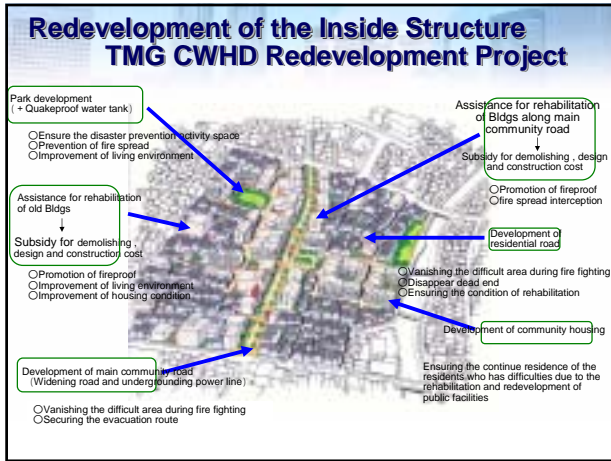 Redevelopment of the Inside Structure
TMG CWHD Redevelopment Project
Park development
( + Quakeproof water tank)
○Ensure the disaster prevention activity space
○Prevention of fire spread
○Improvement of living environment
Assistance for rehabilitation
of old Bldgs
Subsidy for demolishing ,
design and construction cost
○Promotion of fireproof
○Improvement of living environment
○Improvement of housing condition
Development of main community road
(Widening road and undergrounding power line)
○Vanishing the difficult area during fire fighting
○Securing the evacuation route
Assistance for rehabilitation
of Bldgs along main
community road
Subsidy for demolishing , design
and construction cost
○Promotion of fireproof
○fire spread interception
Development of
residential road
○Vanishing the difficult area during fire fighting
○Disappear dead end
○Ensuring the condition of rehabilitation
Development of community housing
Ensuring the continue residence of the
residents who has difficulties due to the
rehabilitation and redevelopment of
public facilities